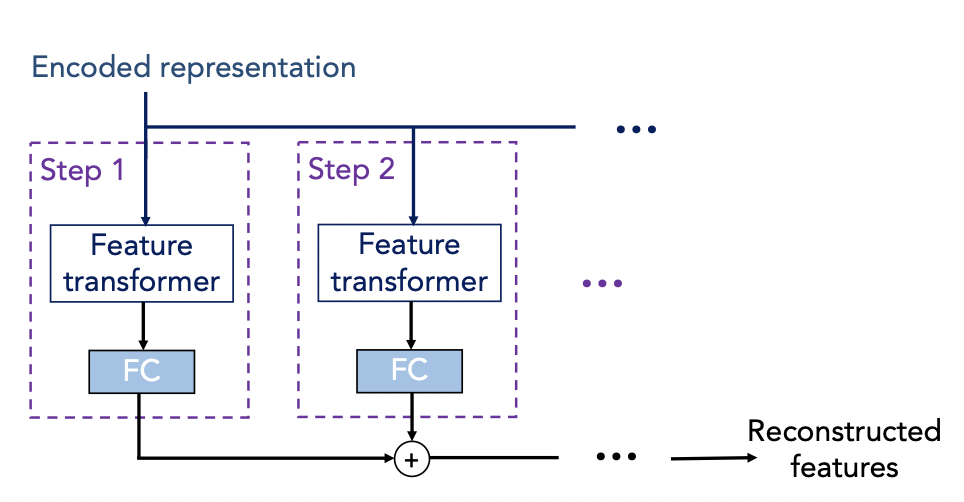 Encoded representation
•••
Step 1
Step 2
Feature
transformer
Feature
transformer
•••
FC
FC
+
•••
Reconstructed
features